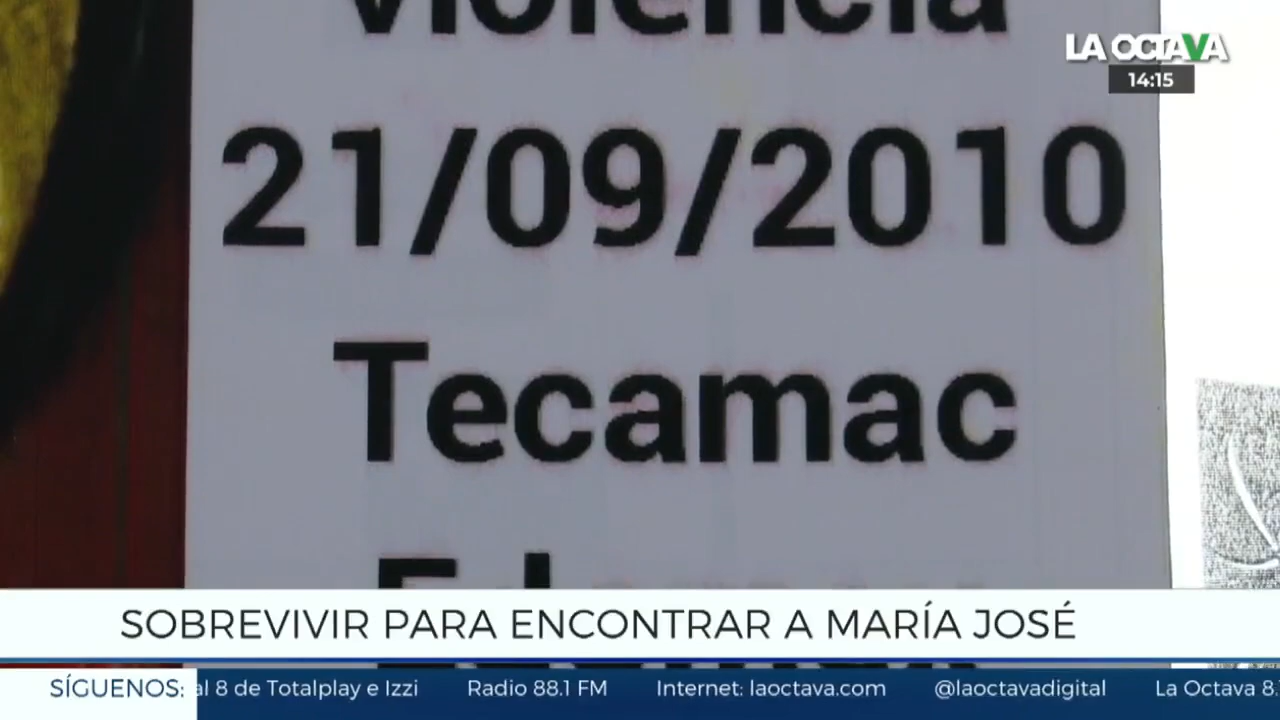 Violencia
LA OCTAVA
14:15
21/09/2010
Tecamac
SOBREVIVIR PARA ENCONTRAR A MARÍA JOSÉ
SÍGUENOS: al 8 de Totalplay e Izzi Radio 88.1 FM Internet: laoctava.com @laoctavadigital La Octava 8.